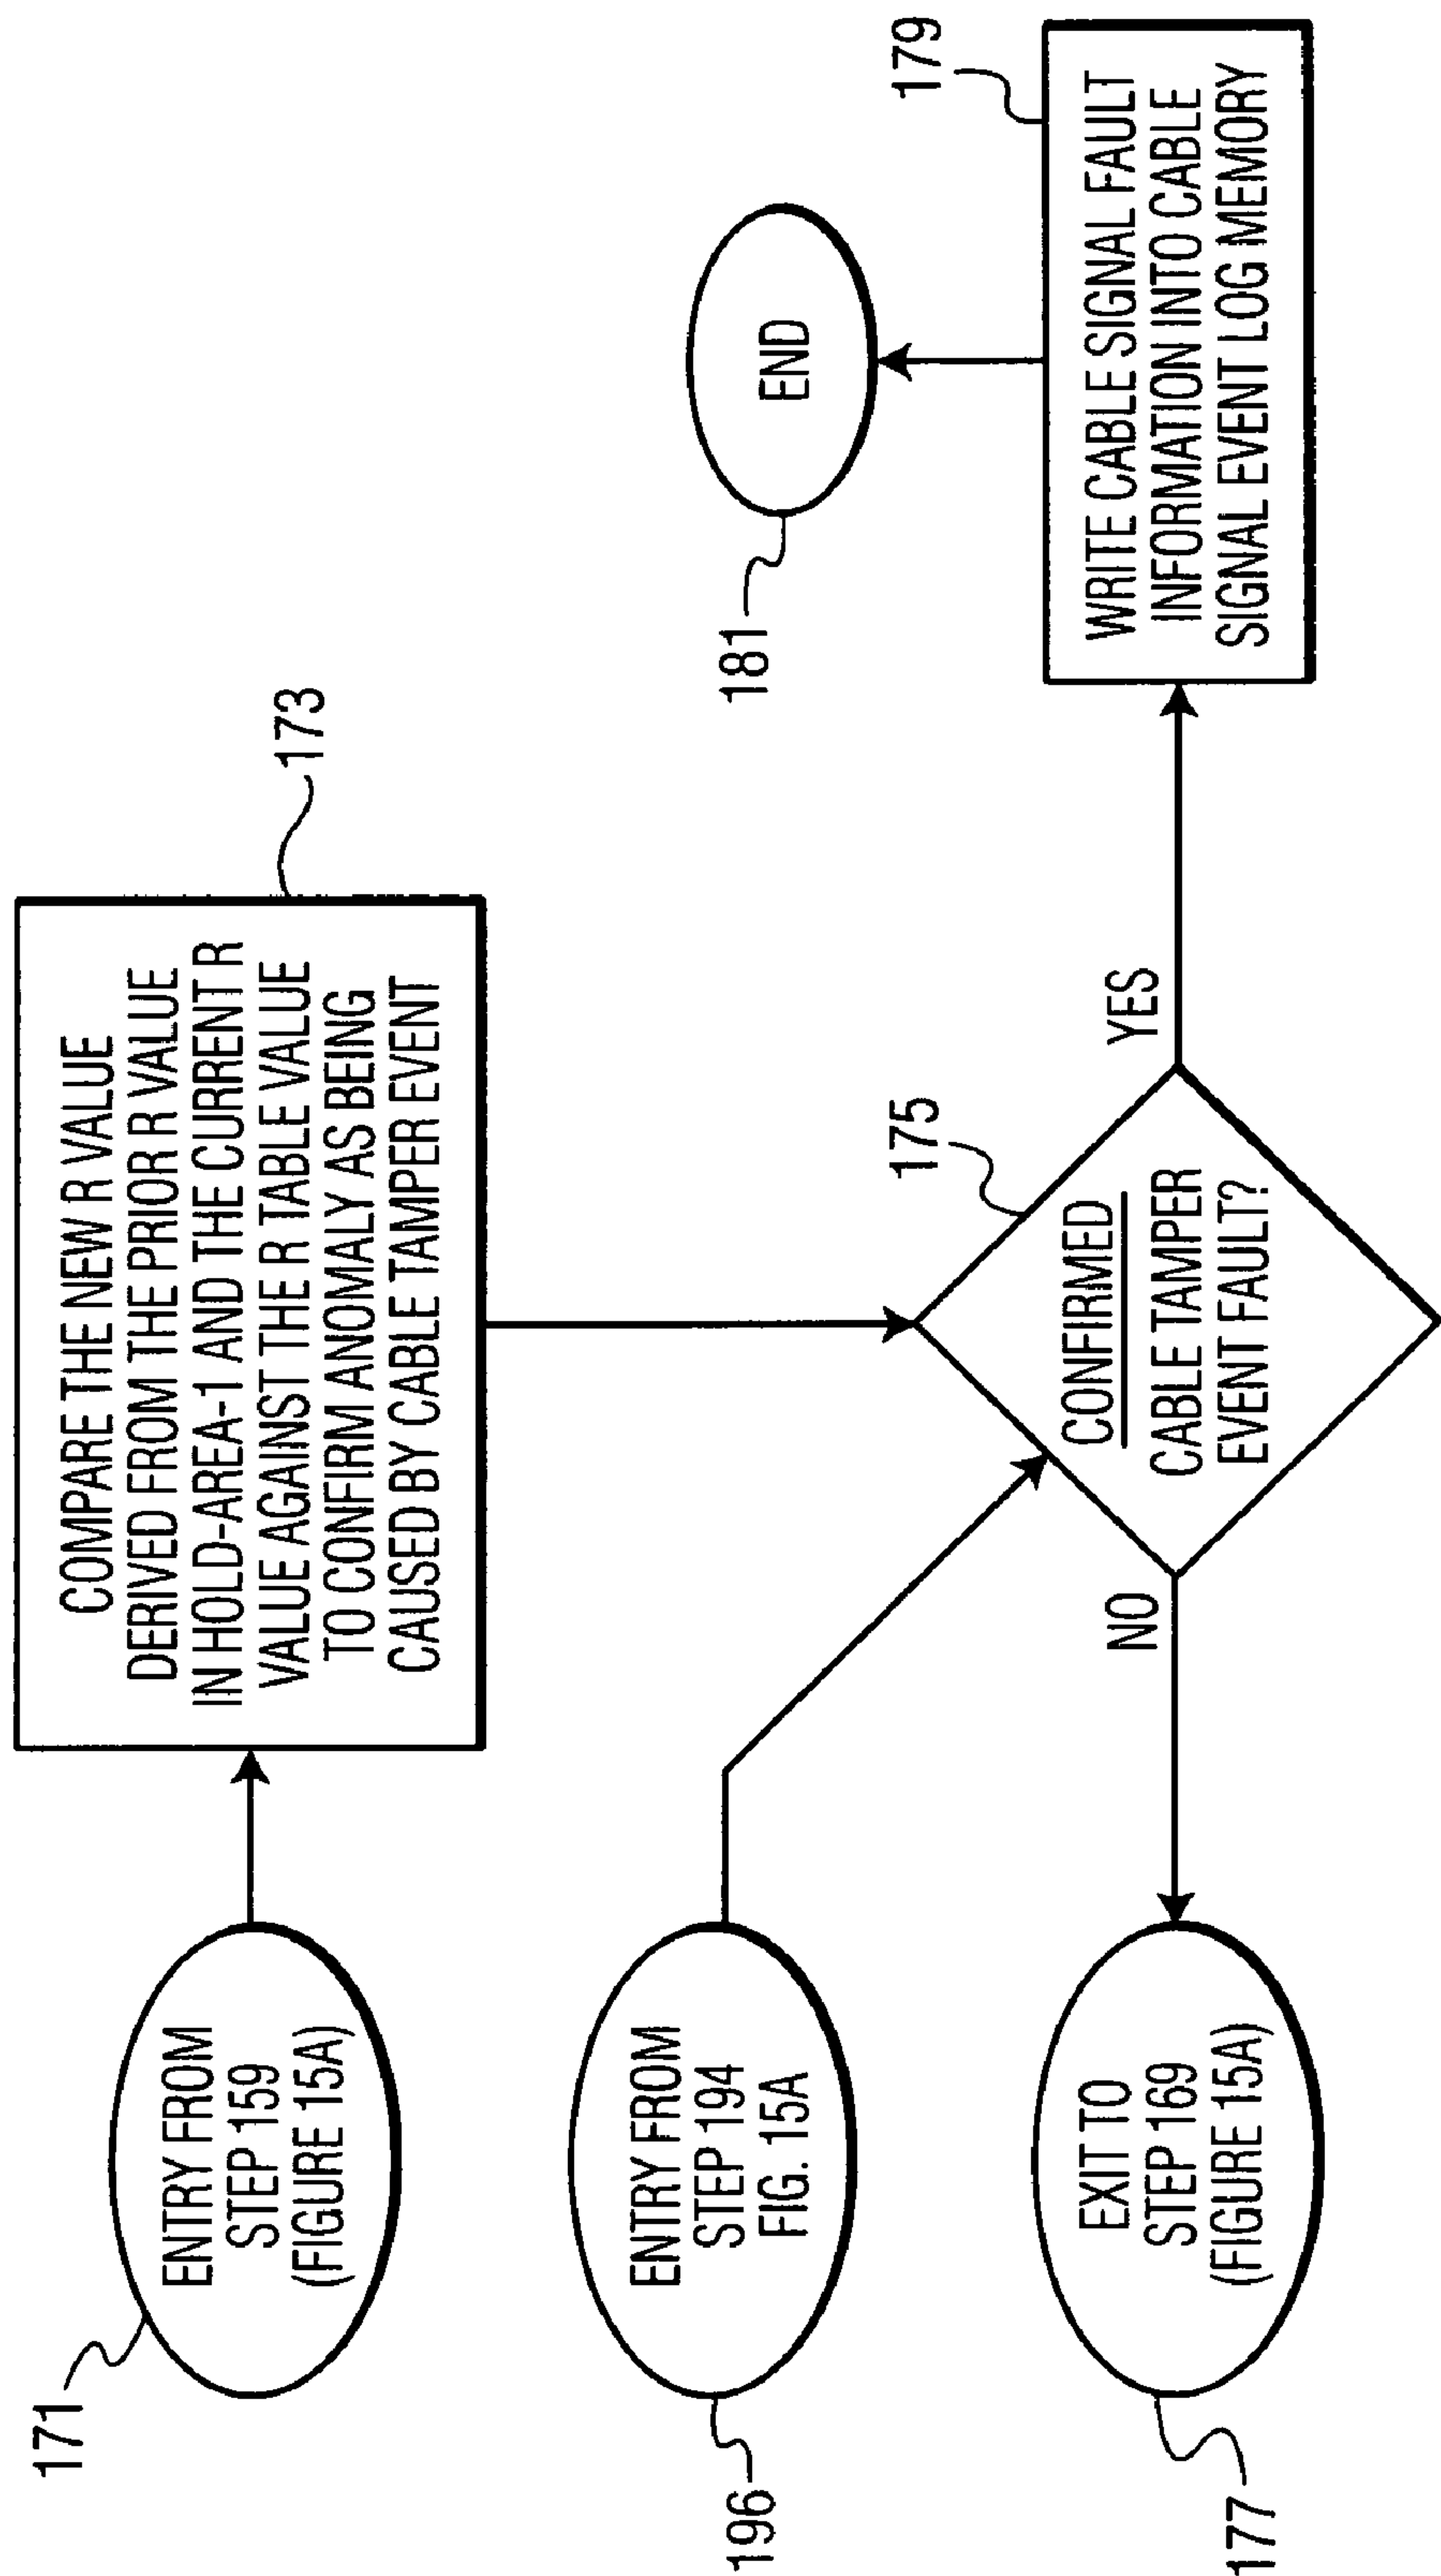 171
ENTRY FROM
STEP 159
(FIGURE 15A)
COMPARE THE NEW R VALUE
DERIVED FROM THE PRIOR R VALUE
IN HOLD-AREA-1 AND THE CURRENT R
VALUE AGAINST THE R TABLE VALUE
TO CONFIRM ANOMALY AS BEING
CAUSED BY CABLE TAMPER EVENT
173
196
ENTRY FROM
STEP 194
FIG. 15A
175
CONFIRMED
CABLE TAMPER
EVENT FAULT?
NO
YES
177
EXIT TO
STEP 169
(FIGURE 15A)
179
WRITE CABLE SIGNAL FAULT
INFORMATION INTO CABLE
SIGNAL EVENT LOG MEMORY
181
END